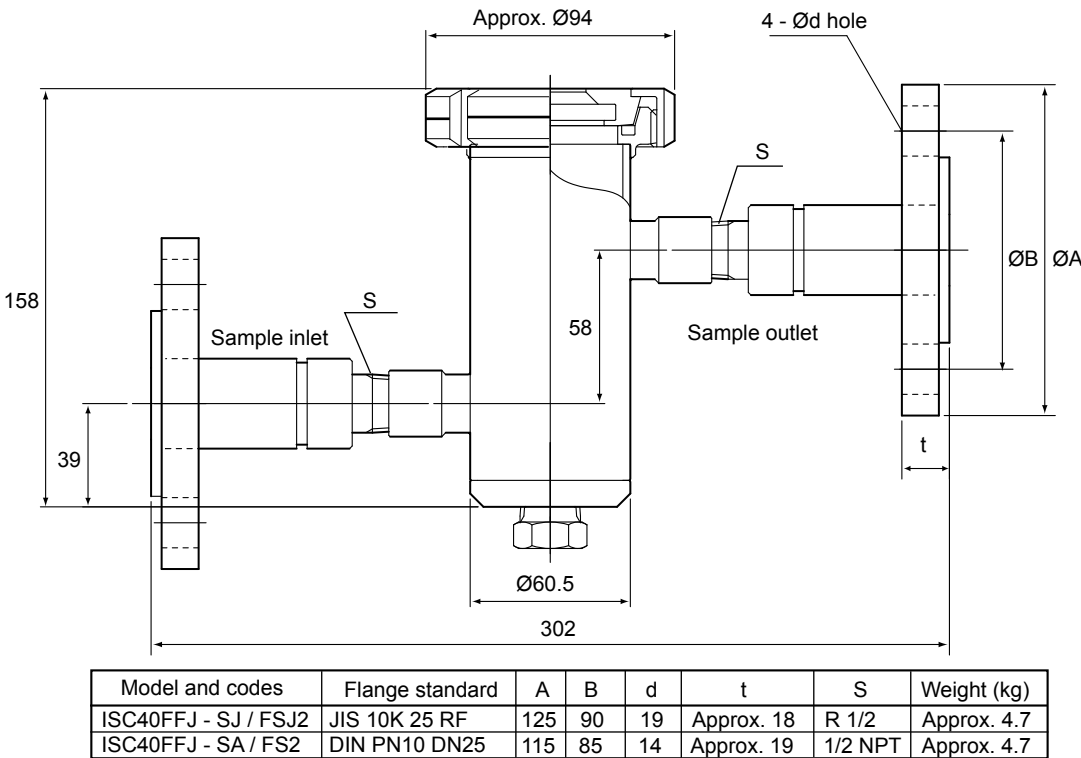 Approx. Ø94
4 - Ød hole
S
158
ØB
ØA
S
58
Sample inlet
Sample outlet
39
t
Ø60.5
302
Model and codes Flange standard A B d t S Weight (kg)
ISC40FFJ - SJ / FSJ2 JIS 10K 25 RF 125 90 19 Approx. 18 R 1/2 Approx. 4.7
ISC40FFJ - SA / FS2 DIN PN10 DN25 115 85 14 Approx. 19 1/2 NPT Approx. 4.7